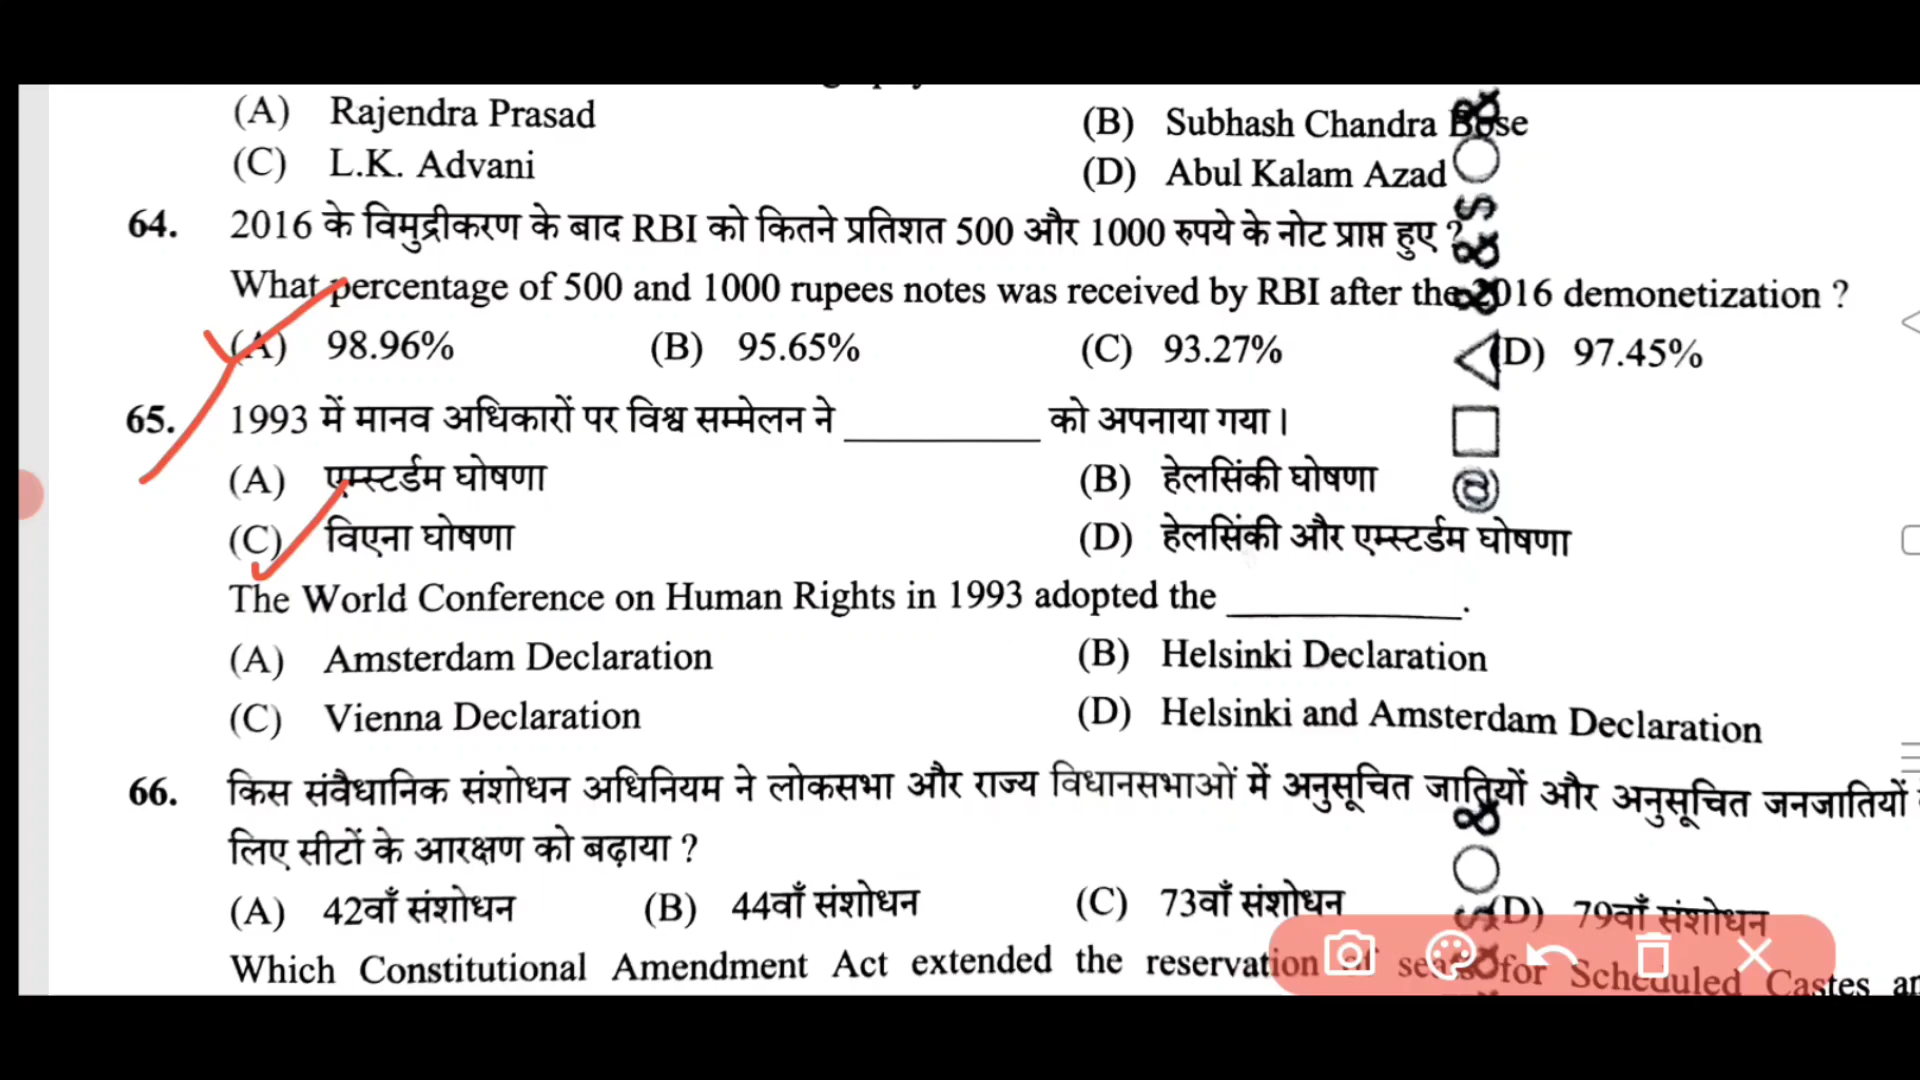 (A) Rajendra Prasad (B) Subhash Chandra Bose
(C) L.K. Advani (D) Abul Kalam Azad
64. 2016 के विमुद्रीकरण के बाद RBI को कितने प्रतिशत 500 और 1000 रुपये के नोट प्राप्त हुए ?
What percentage of 500 and 1000 rupees notes was received by RBI after the 2016 demonetization ?
(A) 98.96% (B) 95.65% (C) 93.27% (D) 97.45%
65. 1993 में मानव अधिकारों पर विश्व सम्मेलन ने __________ को अपनाया गया।
(A) एम्स्टर्डम घोषणा (B) हेलसिंकी घोषणा
(C) विएना घोषणा (D) हेलसिंकी और एम्स्टर्डम घोषणा
The World Conference on Human Rights in 1993 adopted the ____________.
(A) Amsterdam Declaration (B) Helsinki Declaration
(C) Vienna Declaration (D) Helsinki and Amsterdam Declaration
66. किस संवैधानिक संशोधन अधिनियम ने लोकसभा और राज्य विधानसभाओं में अनुसूचित जातियों और अनुसूचित जनजातियों
लिए सीटों के आरक्षण को बढ़ाया ?
(A) 42वाँ संशोधन (B) 44वाँ संशोधन (C) 73वाँ संशोधन (D) 79वाँ संशोधन
Which Constitutional Amendment Act extended the reservation of seats for Scheduled Castes